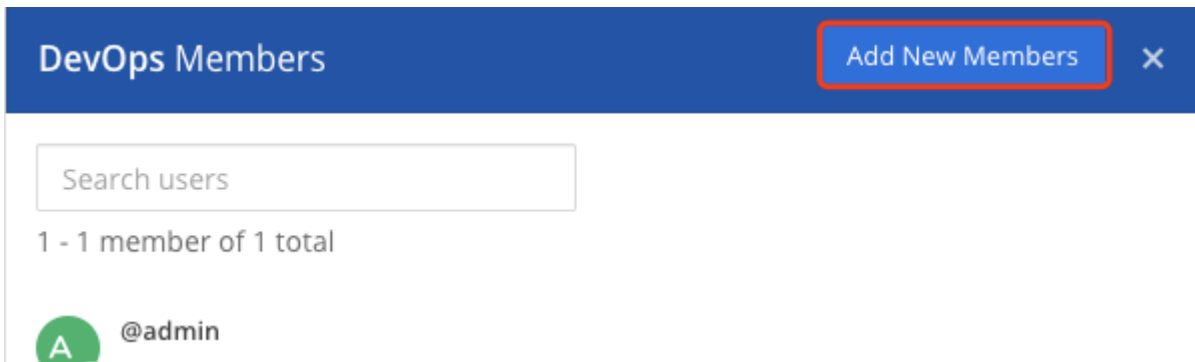 DevOps Members
Add New Members ×
Search users
1 - 1 member of 1 total
A
@admin